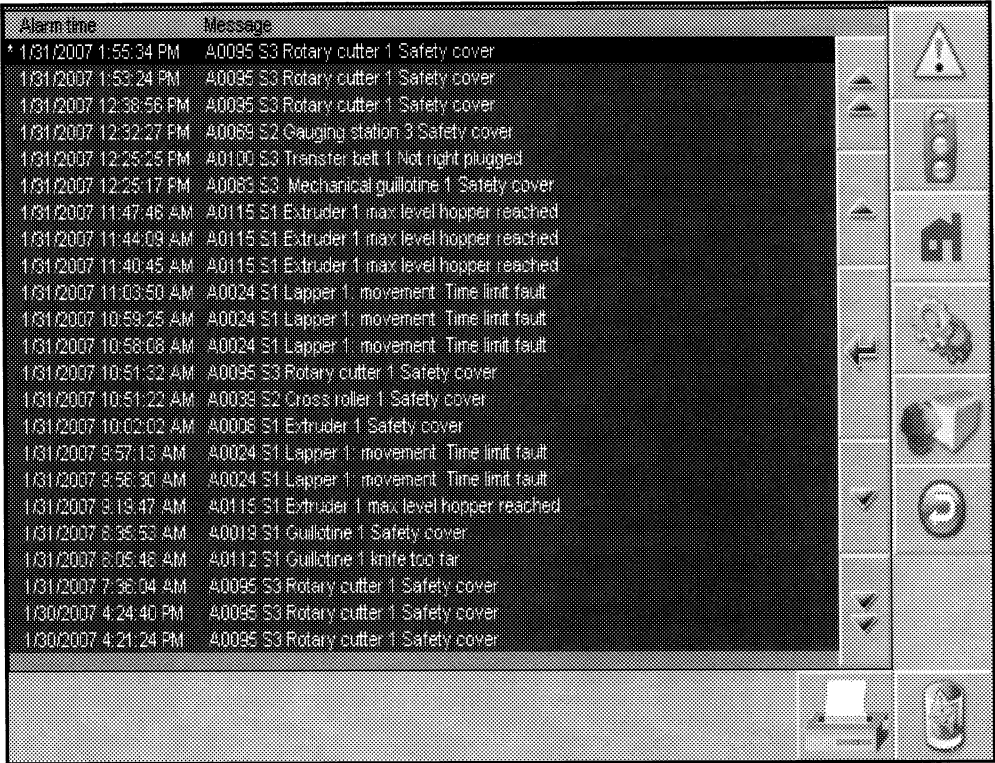 Alarm time Message
* 1/31/2007 1:55:34 PM A0095 S3 Rotary cutter 1 Safety cover
1/31/2007 1:53:24 PM A0095 S3 Rotary cutter 1 Safety cover
1/31/2007 12:38:56 PM A0095 S3 Rotary cutter 1 Safety cover
1/31/2007 12:32:27 PM A0069 S2 Gauging station 3 Safety cover
1/31/2007 12:25:25 PM A0100 S3 Transfer belt 1 Not right plugged
1/31/2007 12:25:17 PM A0083 S3 Mechanical guillotine 1 Safety cover
1/31/2007 11:47:46 AM A0115 S1 Extruder 1 max level hopper reached
1/31/2007 11:44:09 AM A0115 S1 Extruder 1 max level hopper reached
1/31/2007 11:40:45 AM A0115 S1 Extruder 1 max level hopper reached
1/31/2007 11:03:50 AM A0024 S1 Lapper 1: movement Time limit fault
1/31/2007 10:59:25 AM A0024 S1 Lapper 1: movement Time limit fault
1/31/2007 10:58:08 AM A0024 S1 Lapper 1: movement Time limit fault
1/31/2007 10:51:32 AM A0095 S3 Rotary cutter 1 Safety cover
1/31/2007 10:51:22 AM A0039 S2 Cross roller 1 Safety cover
1/31/2007 10:02:02 AM A0008 S1 Extruder 1 Safety cover
1/31/2007 9:57:13 AM A0024 S1 Lapper 1: movement Time limit fault
1/31/2007 9:56:30 AM A0024 S1 Lapper 1: movement Time limit fault
1/31/2007 9:19:47 AM A0115 S1 Extruder 1 max level hopper reached
1/31/2007 8:35:53 AM A0019 S1 Guillotine 1 Safety cover
1/31/2007 8:05:46 AM A0112 S1 Guillotine 1 knife too far
1/31/2007 7:36:04 AM A0095 S3 Rotary cutter 1 Safety cover
1/30/2007 4:24:40 PM A0095 S3 Rotary cutter 1 Safety cover
1/30/2007 4:21:24 PM A0095 S3 Rotary cutter 1 Safety cover